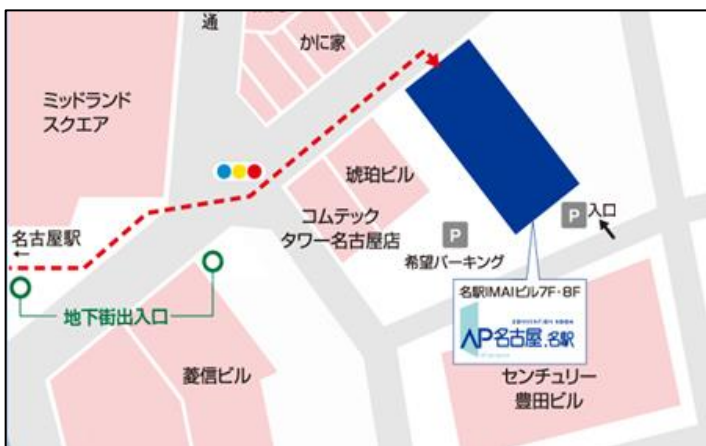 通
かに家
ミッドランド
スクエア
琥珀ビル
コムテック
タワー名古屋店
P
入口
P
希望パーキング
名古屋駅
←
地下街出入口
名駅IMAIビル7F・8F
AP名古屋.名駅
菱信ビル
センチュリー
豊田ビル